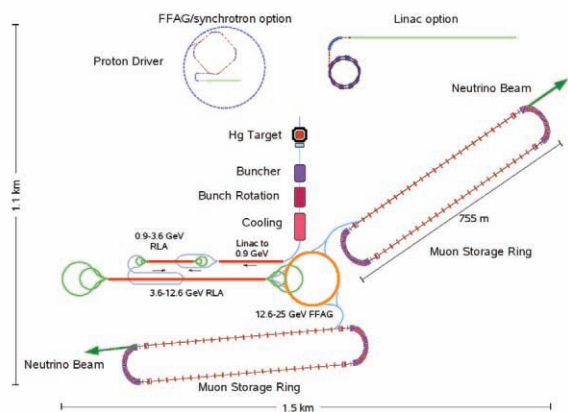 FFAG/synchrotron option
Linac option
Proton Driver
Neutrino Beam
Hg Target
Buncher
Bunch Rotation
Cooling
1.1 km
755 m
Muon Storage Ring
0.9-3.6 GeV
RLA
Linac to
0.9 GeV
3.6-12.6 GeV RLA
12.6-25 GeV FFAG
Neutrino Beam
Muon Storage Ring
1.5 km